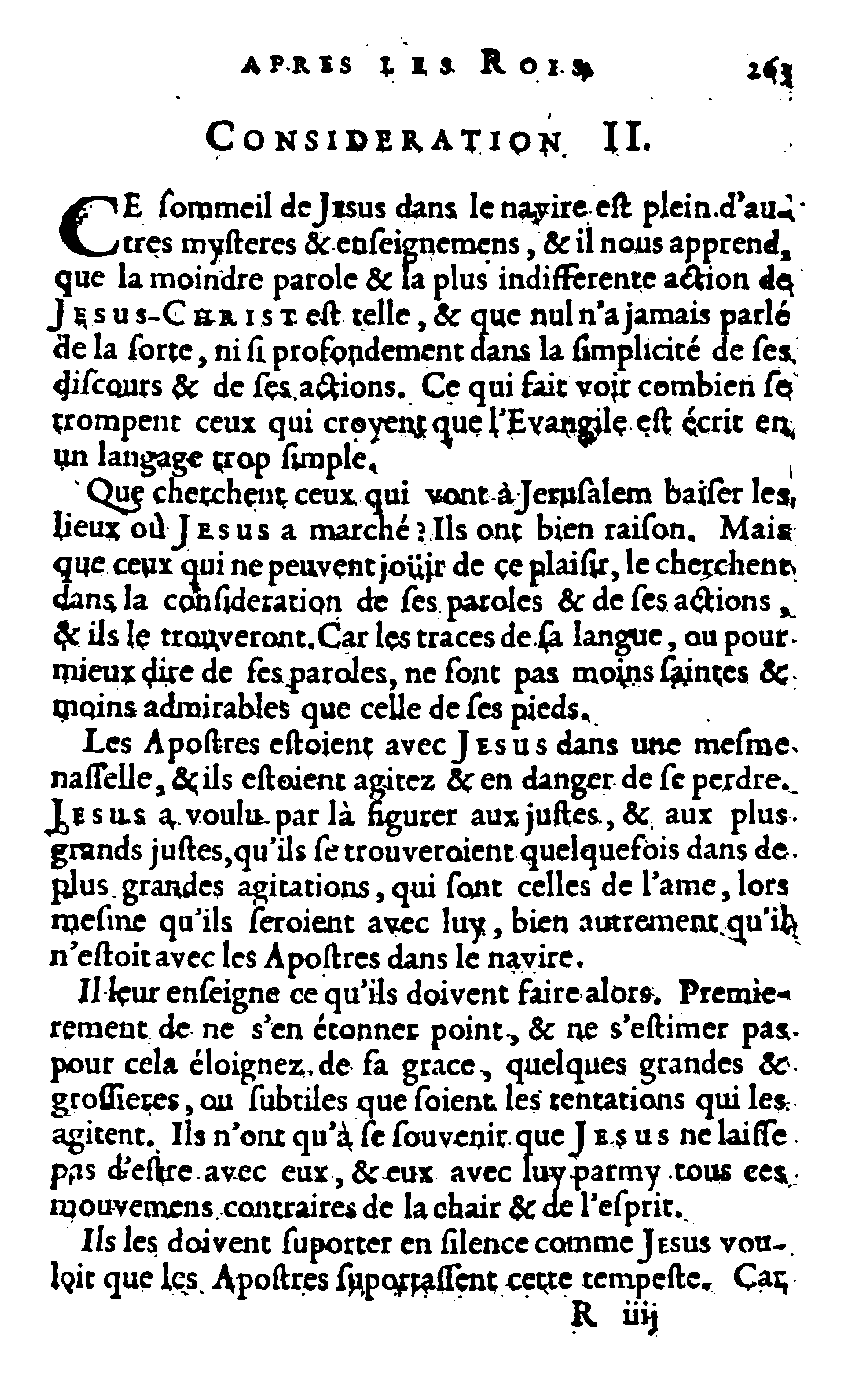 APRES LES ROIS, 263
CONSIDERATION II.
CE ſommeil de JESUS dans le navire eſt plein d'au-
tres myſteres & enſeignemens, & il nous apprend,
que la moindre parole & la plus indifferente action de
JESUS-CHRIST eſt telle, & que nul n'a jamais parlé
de la ſorte, ni ſi profondement dans la ſimplicité de ſes
diſcours & de ſes actions. Ce qui fait voir combien ſe
trompent ceux qui croyent que l'Evangile eſt écrit en
un langage trop ſimple.
Que cherchent ceux qui vont à Jeruſalem baiſer les
lieux où JESUS a marché? Ils ont bien raiſon. Mais
que ceux qui ne peuvent joüir de ce plaiſir, le cherchent
dans la conſideration de ſes paroles & de ſes actions,
& ils le trouveront. Car les traces de ſa langue, ou pour
mieux dire de ſes paroles, ne ſont pas moins ſaintes &
moins admirables que celle de ſes pieds.
Les Apoſtres eſtoient avec JESUS dans une meſme
naſſelle, & ils eſtoient agitez & en danger de ſe perdre.
JESUS a voulu par là figurer aux juſtes, & aux plus
grands juſtes, qu'ils ſe trouveroient quelquefois dans de
plus grandes agitations, qui ſont celles de l'ame, lors
meſme qu'ils ſeroient avec luy, bien autrement qu'il
n'eſtoit avec les Apoſtres dans le navire.
Il leur enſeigne ce qu'ils doivent faire alors. Premie-
rement de ne s'en étonner point, & ne s'eſtimer pas
pour cela éloignez de ſa grace, quelques grandes &
groſſieres, ou ſubtiles que ſoient les tentations qui les
agitent. Ils n'ont qu'à ſe ſouvenir que JESUS ne laiſſe
pas d'eſtre avec eux, & eux avec luy parmy tous ces
mouvemens contraires de la chair & de l'eſprit.
Ils les doivent ſuporter en ſilence comme JESUS vou-
loit que les Apoſtres ſuportaſſent cette tempeſte. Car
R iiij